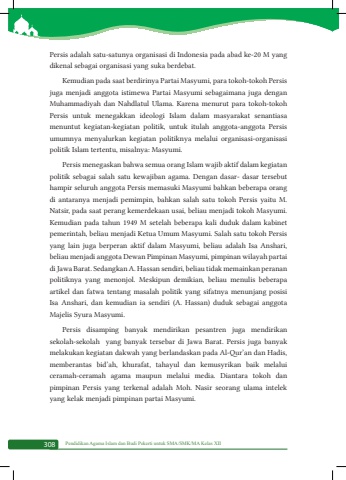 Persis adalah satu-satunya organisasi di Indonesia pada abad ke-20 M yang
dikenal sebagai organisasi yang suka berdebat.
Kemudian pada saat berdirinya Partai Masyumi, para tokoh-tokoh Persis
juga menjadi anggota istimewa Partai Masyumi sebagaimana juga dengan
Muhammadiyah dan Nahdlatul Ulama. Karena menurut para tokoh-tokoh
Persis untuk menegakkan ideologi Islam dalam masyarakat senantiasa
menuntut kegiatan-kegiatan politik, untuk itulah anggota-anggota Persis
umumnya menyalurkan kegiatan politiknya melalui organisasi-organisasi
politik Islam tertentu, misalnya: Masyumi.
Persis menegaskan bahwa semua orang Islam wajib aktif dalam kegiatan
politik sebagai salah satu kewajiban agama. Dengan dasar- dasar tersebut
hampir seluruh anggota Persis memasuki Masyumi bahkan beberapa orang
di antaranya menjadi pemimpin, bahkan salah satu tokoh Persis yaitu M.
Natsir, pada saat perang kemerdekaan usai, beliau menjadi tokoh Masyumi.
Kemudian pada tahun 1949 M setelah beberapa kali duduk dalam kabinet
pemerintah, beliau menjadi Ketua Umum Masyumi. Salah satu tokoh Persis
yang lain juga berperan aktif dalam Masyumi, beliau adalah Isa Anshari,
beliau menjadi anggota Dewan Pimpinan Masyumi, pimpinan wilayah partai
di Jawa Barat. Sedangkan A. Hassan sendiri, beliau tidak memainkan peranan
politiknya yang menonjol. Meskipun demikian, beliau menulis beberapa
artikel dan fatwa tentang masalah politik yang sifatnya menunjang posisi
Isa Anshari, dan kemudian ia sendiri (A. Hassan) duduk sebagai anggota
Majelis Syura Masyumi.
Persis disamping banyak mendirikan pesantren juga mendirikan
sekolah-sekolah yang banyak tersebar di Jawa Barat. Persis juga banyak
melakukan kegiatan dakwah yang berlandaskan pada Al-Qur'an dan Hadis,
memberantas bid'ah, khurafat, tahayul dan kemusyrikan baik melalui
ceramah-ceramah agama maupun melalui media. Diantara tokoh dan
pimpinan Persis yang terkenal adalah Moh. Nasir seorang ulama intelek
yang kelak menjadi pimpinan partai Masyumi.
308 Pendidikan Agama Islam dan Budi Pekerti untuk SMA/SMK/MA Kelas XII